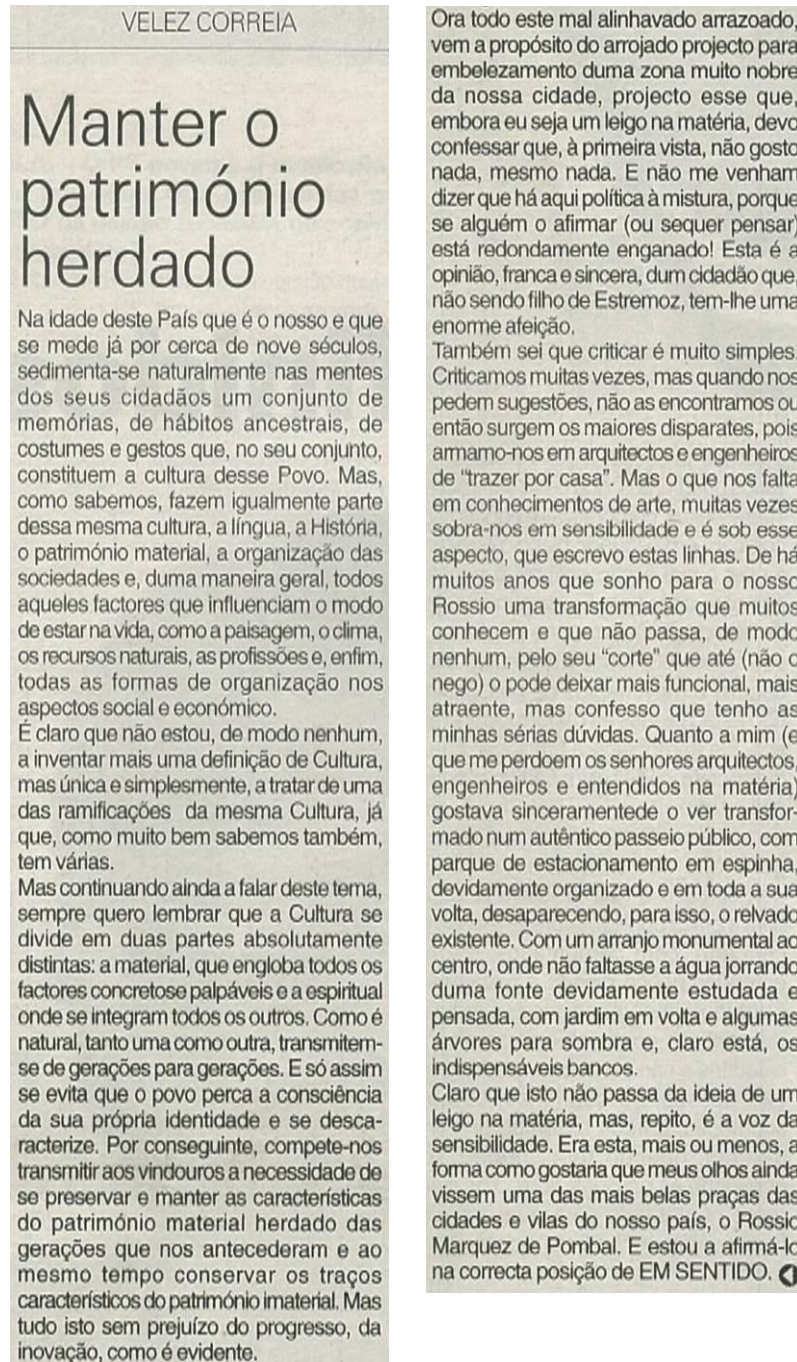 VELEZ CORREIA
Manter o
património
herdado
Na idade deste País que é o nosso e que
se mede já por cerca de nove séculos,
sedimenta-se naturalmente nas mentes
dos seus cidadãos um conjunto de
memórias, de hábitos ancestrais, de
costumes e gestos que, no seu conjunto,
constituem a cultura desse Povo. Mas,
como sabemos, fazem igualmente parte
dessa mesma cultura, a língua, a História,
o património material, a organização das
sociedades e, duma maneira geral, todos
aqueles factores que influenciam o modo
de estar na vida, como a paisagem, o clima,
os recursos naturais, as profissões e, enfim,
todas as formas de organização nos
aspectos social e económico.
É claro que não estou, de modo nenhum,
a inventar mais uma definição de Cultura,
mas única e simplesmente, a tratar de uma
das ramificações da mesma Cultura, já
que, como muito bem sabemos também,
tem várias.
Mas continuando ainda a falar deste tema,
sempre quero lembrar que a Cultura se
divide em duas partes absolutamente
distintas: a material, que engloba todos os
factores concretose palpáveis e a espiritual
onde se integram todos os outros. Como é
natural, tanto uma como outra, transmitem-
se de gerações para gerações. E só assim
se evita que o povo perca a consciência
da sua própria identidade e se desca-
racterize. Por conseguinte, compete-nos
transmitir aos vindouros a necessidade de
se preservar e manter as características
do património material herdado das
gerações que nos antecederam e ao
mesmo tempo conservar os traços
característicos do património imaterial. Mas
tudo isto sem prejuízo do progresso, da
inovação, como é evidente.
Ora todo este mal alinhavado arrazoado,
vem a propósito do arrojado projecto para
embelezamento duma zona muito nobre
da nossa cidade, projecto esse que,
embora eu seja um leigo na matéria, devo
confessar que, à primeira vista, não gosto
nada, mesmo nada. E não me venham
dizer que há aqui política à mistura, porque
se alguém o afirmar (ou sequer pensar)
está redondamente enganado! Esta é a
opinião, franca e sincera, dum cidadão que,
não sendo filho de Estremoz, tem-lhe uma
enorme afeição.
Também sei que criticar é muito simples.
Criticamos muitas vezes, mas quando nos
pedem sugestões, não as encontramos ou
então surgem os maiores disparates, pois
armamo-nos em arquitectos e engenheiros
de "trazer por casa". Mas o que nos falta
em conhecimentos de arte, muitas vezes
sobra-nos em sensibilidade e é sob esse
aspecto, que escrevo estas linhas. De há
muitos anos que sonho para o nosso
Rossio uma transformação que muitos
conhecem e que não passa, de modo
nenhum, pelo seu "corte" que até (não o
nego) o pode deixar mais funcional, mais
atraente, mas confesso que tenho as
minhas sérias dúvidas. Quanto a mim (e
que me perdoem os senhores arquitectos,
engenheiros e entendidos na matéria)
gostava sinceramentede o ver transfor-
mado num autêntico passeio público, com
parque de estacionamento em espinha,
devidamente organizado e em toda a sua
volta, desaparecendo, para isso, o relvado
existente. Com um arranjo monumental ao
centro, onde não faltasse a água jorrando
duma fonte devidamente estudada e
pensada, com jardim em volta e algumas
árvores para sombra e, claro está, os
indispensáveis bancos.
Claro que isto não passa da ideia de um
leigo na matéria, mas, repito, é a voz da
sensibilidade. Era esta, mais ou menos, a
forma como gostaria que meus olhos ainda
vissem uma das mais belas praças das
cidades e vilas do nosso país, o Rossio
Marquez de Pombal. E estou a afirmá-lo
na correcta posição de EM SENTIDO.